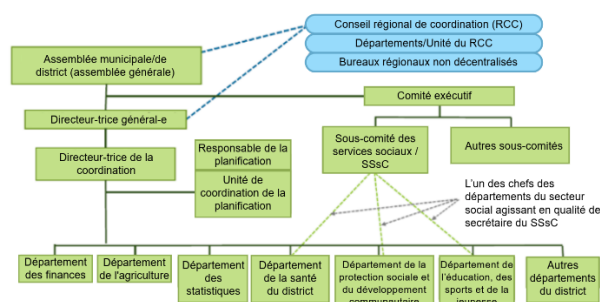 Conseil régional de coordination (RCC)
Départements/Unité du RCC
Bureaux régionaux non décentralisés
Assemblée municipale/de
district (assemblée générale)
Comité exécutif
Directeur-trice général-e
Directeur-trice de la
coordination
Responsable de la
planification
Unité de
coordination de la
planification
Sous-comité des
services sociaux /
SSsC
Autres sous-comités
L'un des chefs des
départements du secteur
social agissant en qualité de
secrétaire du SSsC
Département
des finances
Département
de l'agriculture
Département
des
statistiques
Département
de la santé du
district
Département de la
protection sociale et
du développement
communautaire
Département de
l'éducation, des
sports et de la
jeunesse
Autres
départements
du district